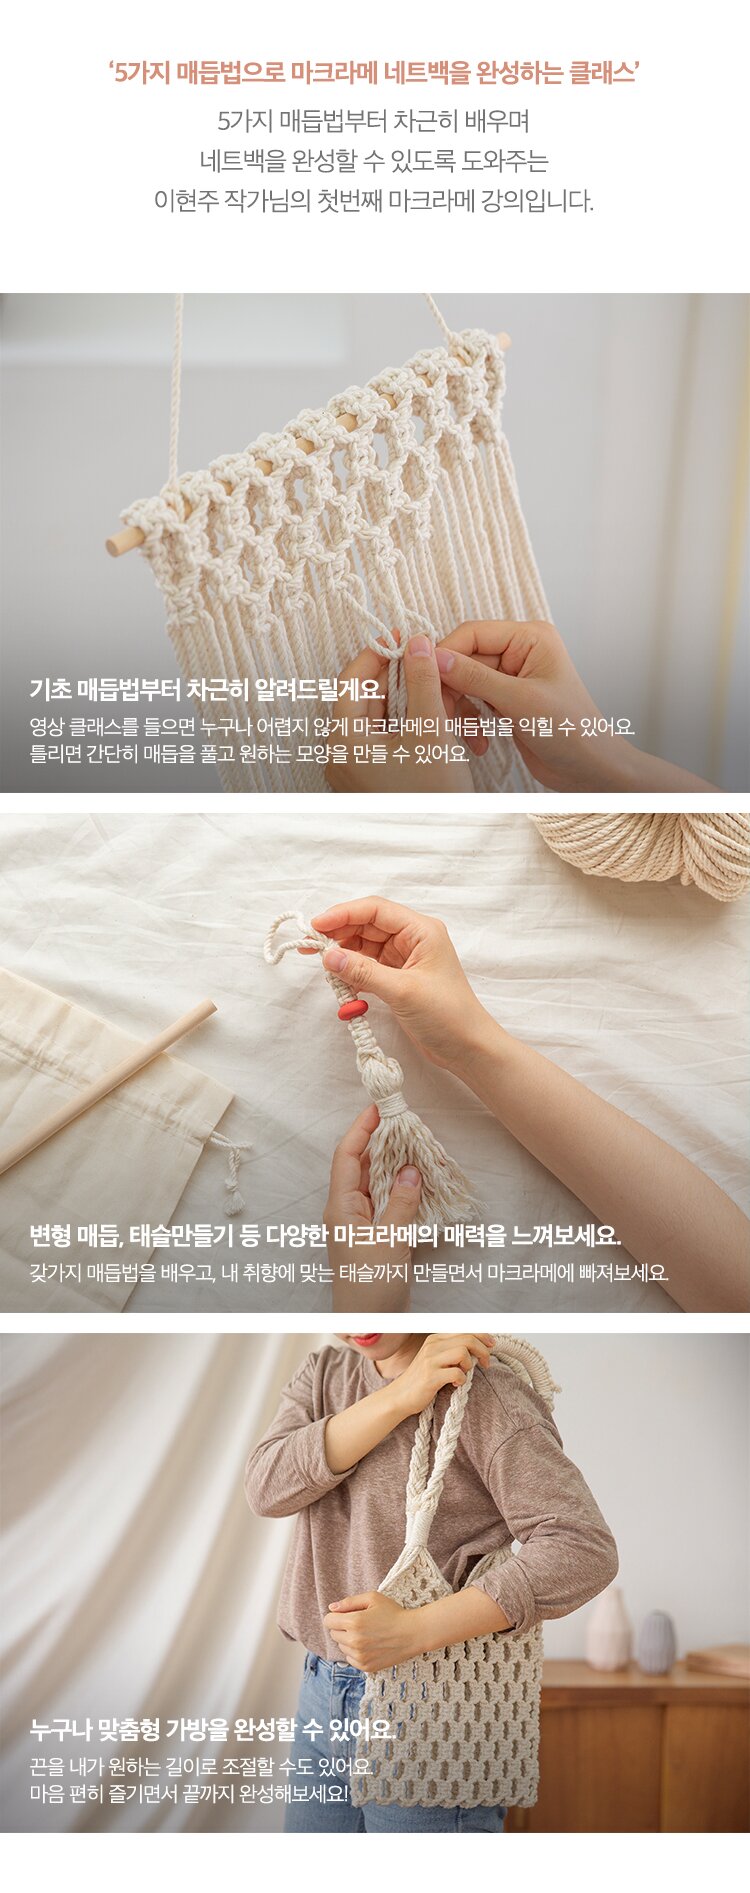 ‘5가지 매듭법으로 마크라메 네트백을 완성하는 클래스’
5가지 매듭법부터 차근히 배우며
네트백을 완성할 수 있도록 도와주는
이현주 작가님의 첫번째 마크라메 강의입니다.
기초 매듭법부터 차근히 알려드릴게요.
영상 클래스를 들으면 누구나 어렵지 않게 마크라메의 매듭법을 익힐 수 있어요.
틀리면 간단히 매듭을 풀고 원하는 모양을 만들 수 있어요.
변형 매듭, 태슬만들기 등 다양한 마크라메의 매력을 느껴보세요.
갖가지 매듭법을 배우고, 내 취향에 맞는 태슬까지 만들면서 마크라메에 빠져보세요.
누구나 맞춤형 가방을 완성할 수 있어요.
끈을 내가 원하는 길이로 조절할 수도 있어요.
마음 편히 즐기면서 끝까지 완성해보세요!